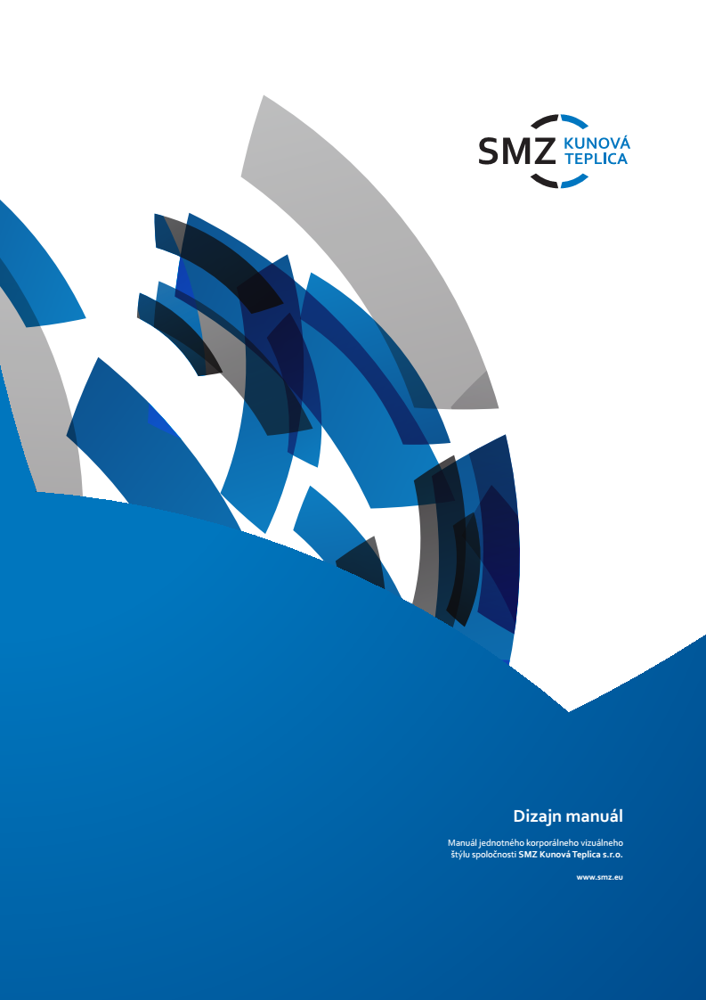 SMZ KUNOVÁ
TEPLICA
Dizajn manuál
Manuál jednotného korporálneho vizuálneho
štýlu spoločnosti SMZ Kunová Teplica s.r.o.
www.smz.eu